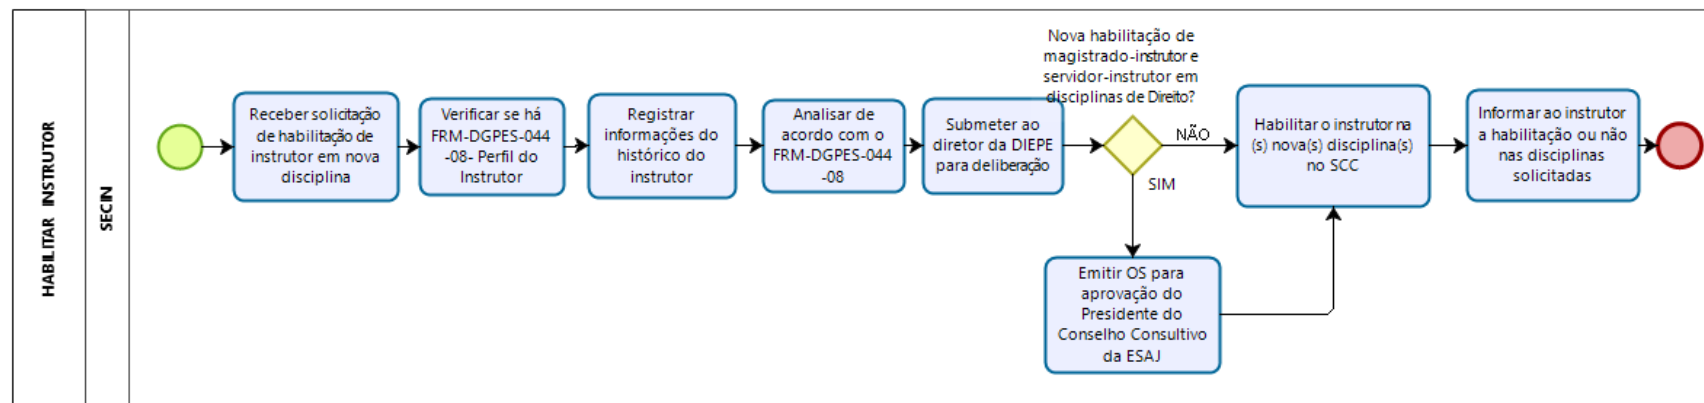 HABILITAR INSTRUTOR
SECIN
Receber solicitação
de habilitação de
instrutor em nova
disciplina
Verificar se há
FRM-DGPES-044
-08- Perfil do
Instrutor
Registrar
informações do
histórico do
instrutor
Analisar de
acordo com o
FRM-DGPES-044
-08
Submeter ao
diretor da DIEPE
para deliberação
Nova habilitação de
magistrado-instrutor e
servidor-instrutor em
disciplinas de Direito?
NÃO
SIM
Emitir OS para
aprovação do
Presidente do
Conselho Consultivo
da ESAJ
Habilitar o instrutor na
(s) nova(s) disciplina(s)
no SCC
Informar ao instrutor
a habilitação ou não
nas disciplinas
solicitadas